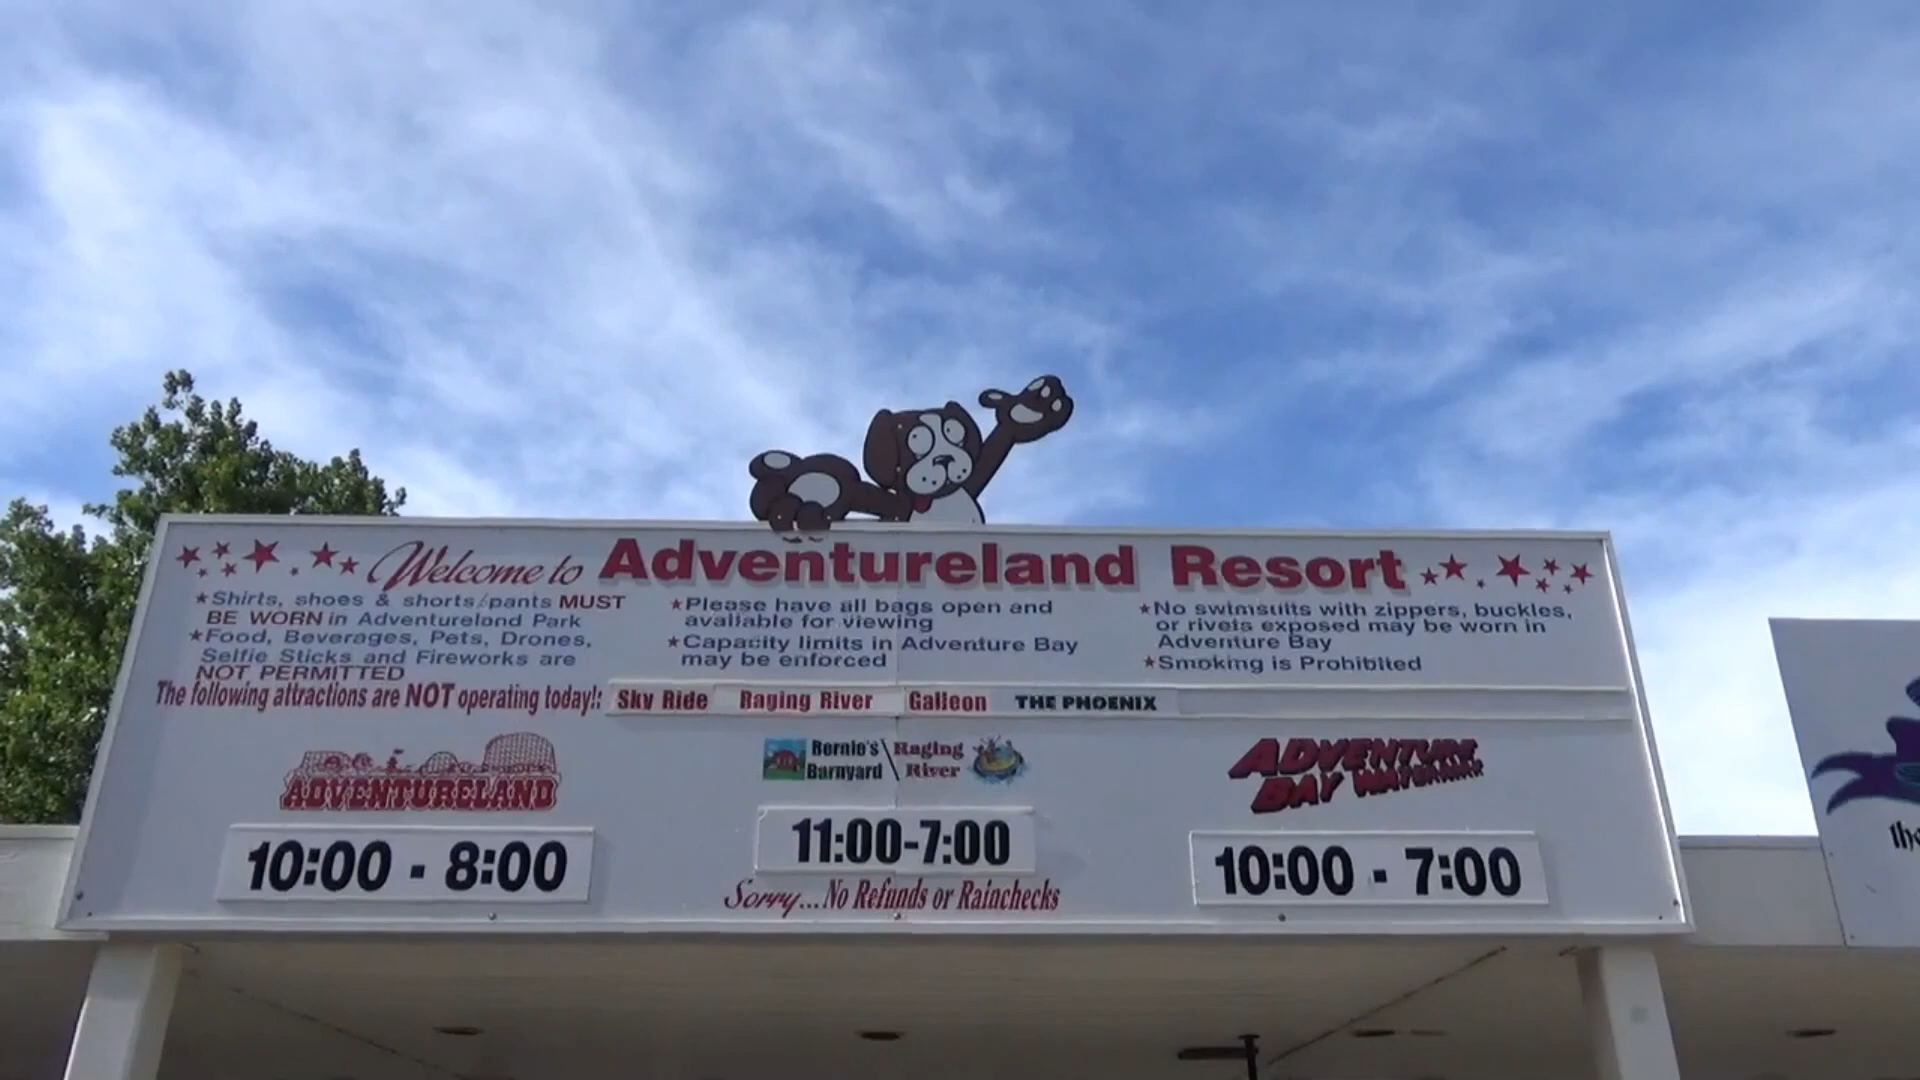 Welcome to Adventureland Resort
★Shirts, shoes & shorts/pants MUST
BE WORN in Adventureland Park
★Food, Beverages, Pets, Drones,
Selfie Sticks and Fireworks are
NOT PERMITTED
★Please have all bags open and
available for viewing
★Capacity limits in Adventure Bay
may be enforced
★No swimsuits with zippers, buckles,
or rivets exposed may be worn in
Adventure Bay
★Smoking is Prohibited
The following attractions are NOT operating today!: Sky Ride Raging River Galleon THE PHOENIX
ADVENTURELAND
10:00 - 8:00
Bernie's
Barnyard
Raging
River
11:00-7:00
Sorry... No Refunds or Rainchecks
ADVENTURE
BAY WATERPARK
10:00 - 7:00